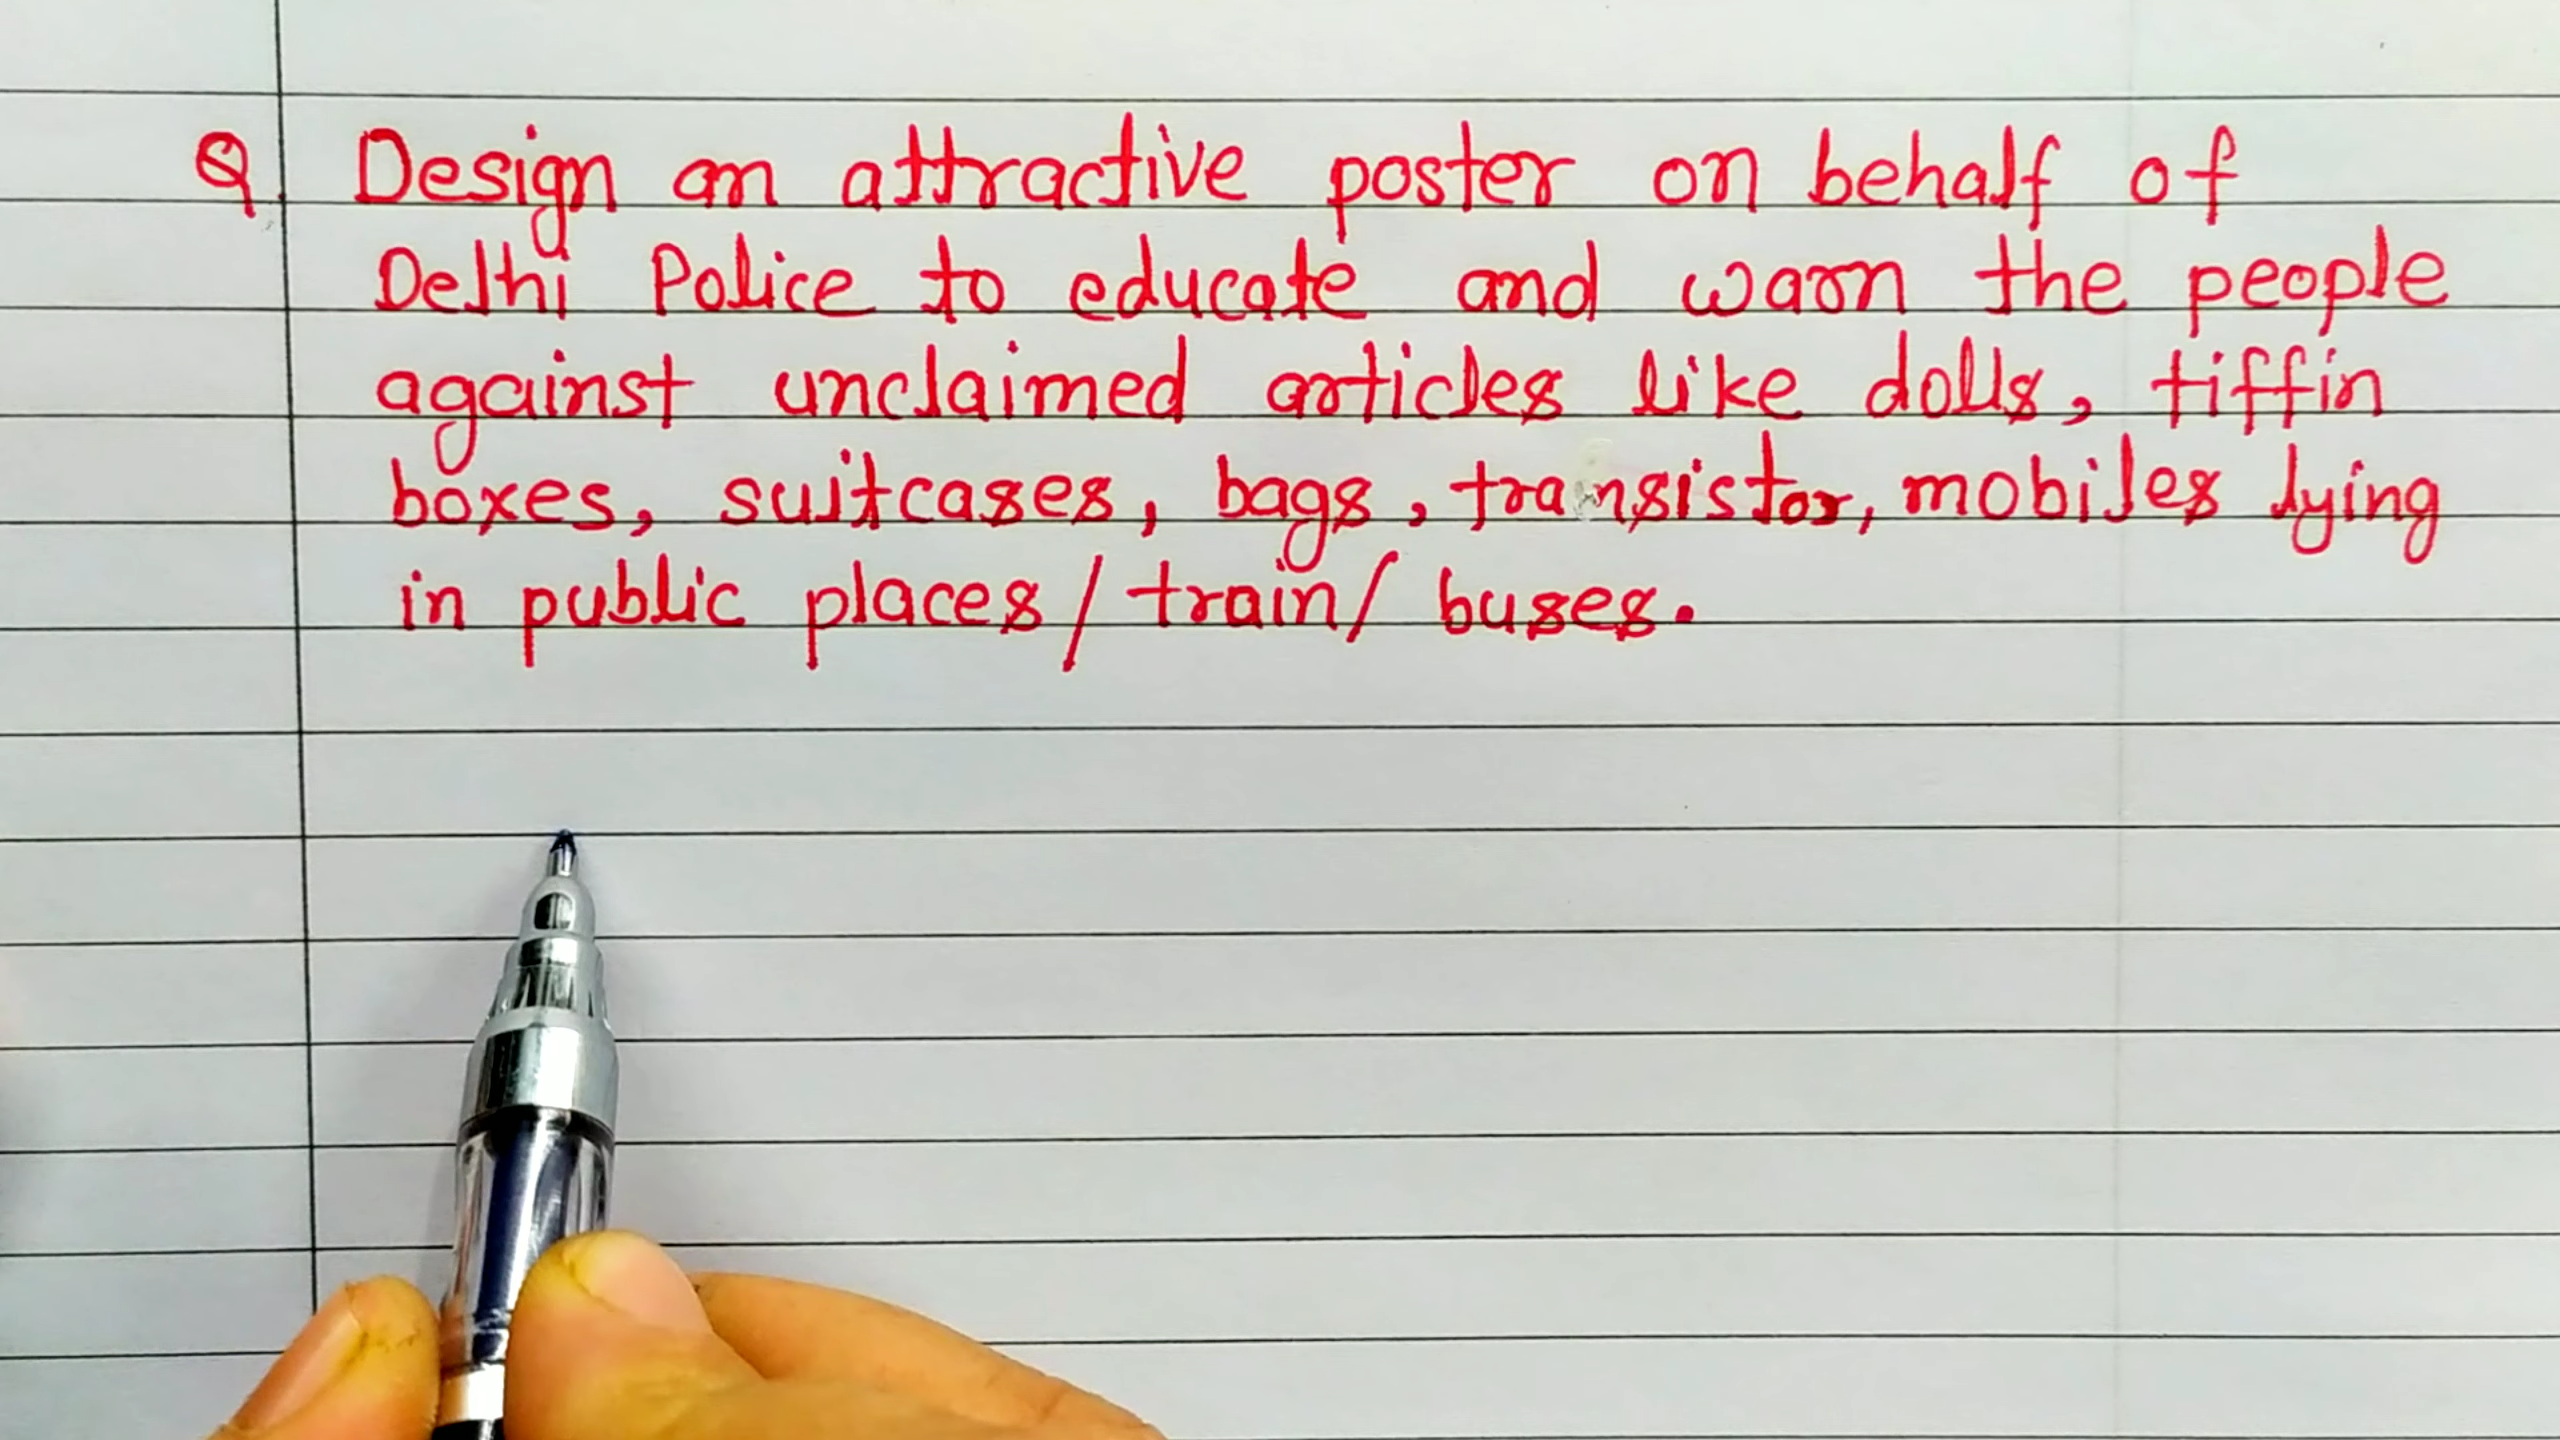 Q. Design an attractive poster on behalf of
Delhi Police to educate and warn the people
against unclaimed articles like dolls, tiffin
boxes, suitcases, bags, transistor, mobiles lying
in public places/train/ buses.